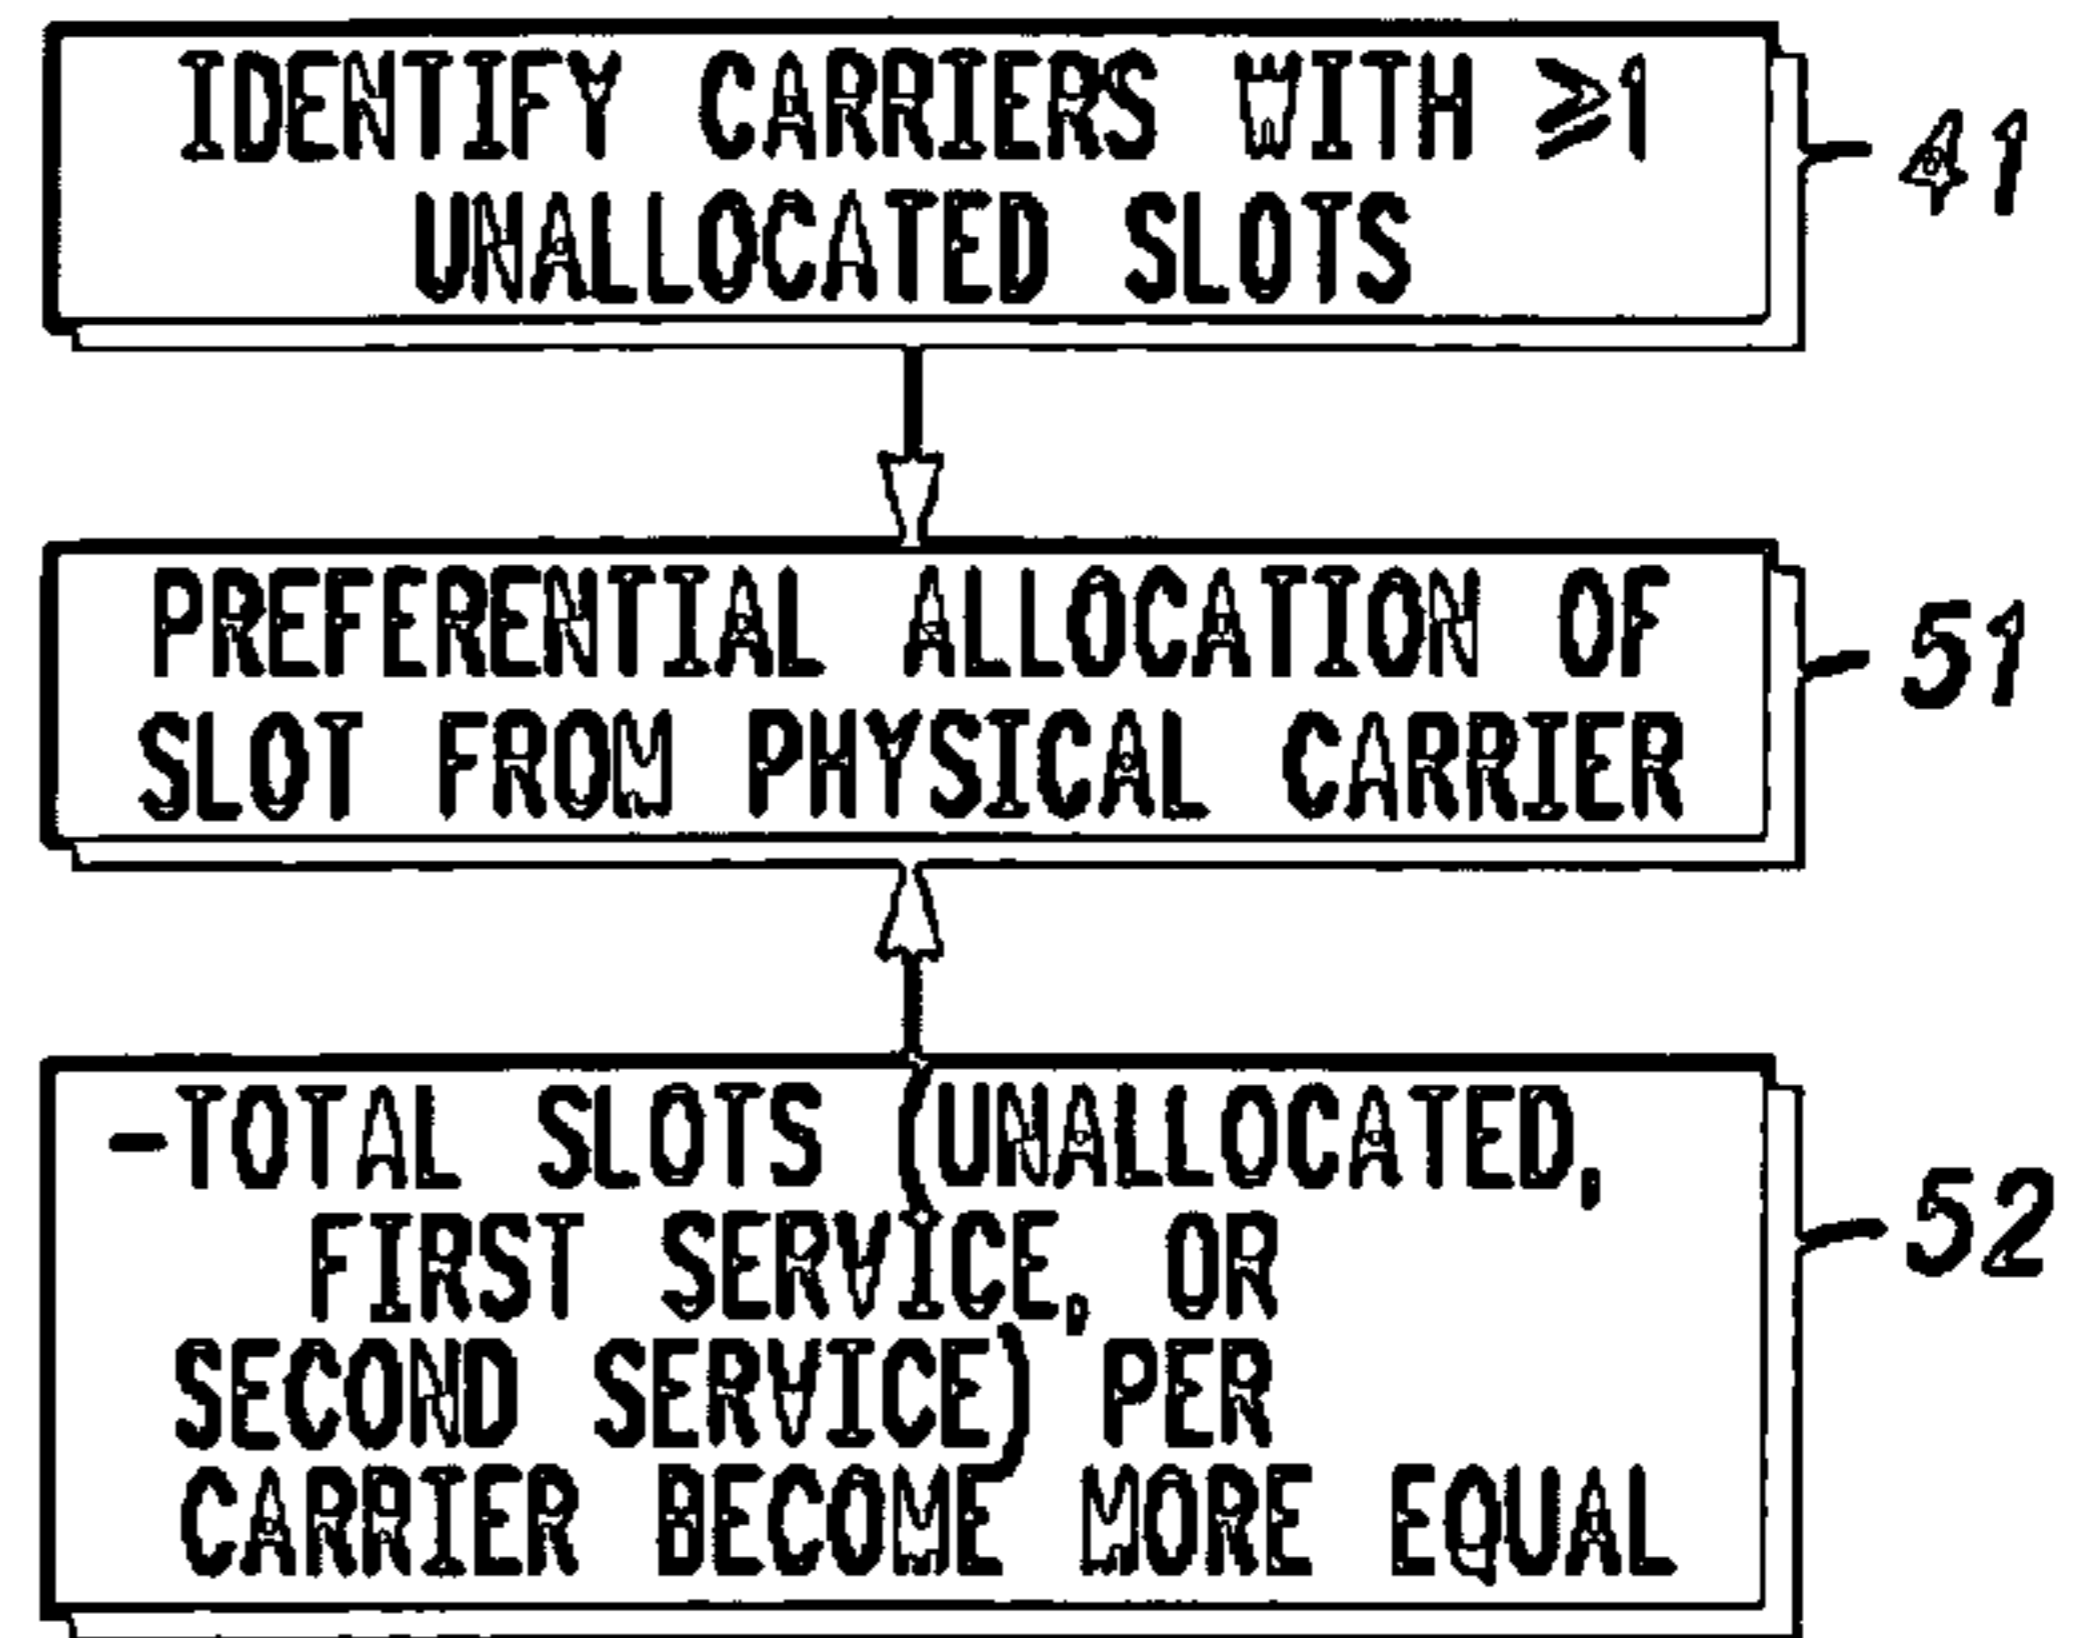 IDENTIFY CARRIERS WITH ≥1
UNALLOCATED SLOTS
41
PREFERENTIAL ALLOCATION OF
SLOT FROM PHYSICAL CARRIER
51
-TOTAL SLOTS (UNALLOCATED,
FIRST SERVICE, OR
SECOND SERVICE) PER
CARRIER BECOME MORE EQUAL
52